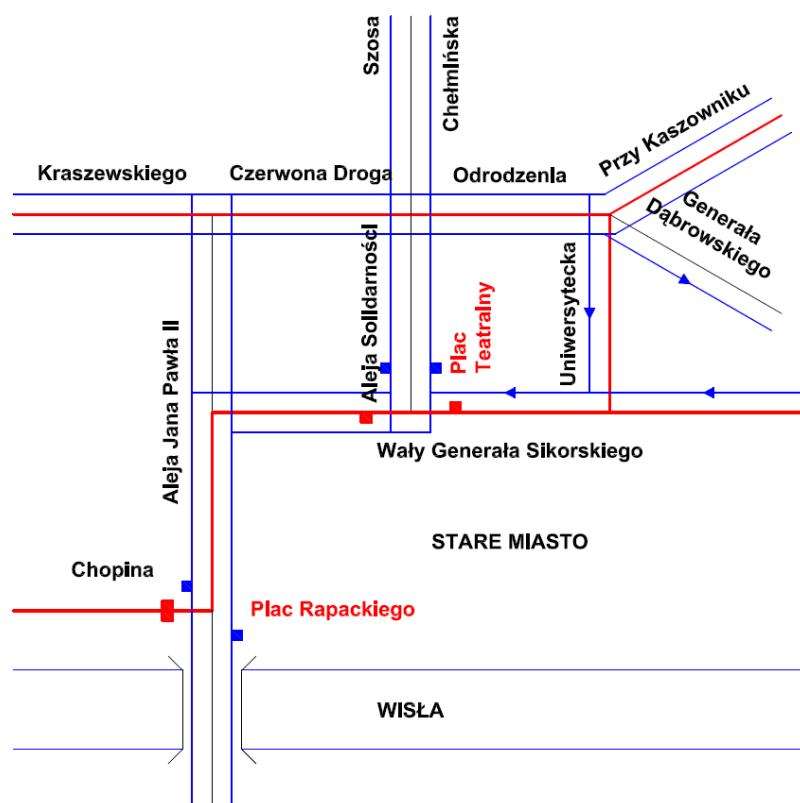 Szosa
Chełmińska
Przy Kaszowniku
Kraszewskiego
Czerwona Droga
Odrodzenia
Generała
Dąbrowskiego
Aleja Jana Pawła II
Aleja Solidarności
Plac
Teatralny
Uniwersytecka
Wały Generała Sikorskiego
STARE MIASTO
Chopina
Plac Rapackiego
WISŁA